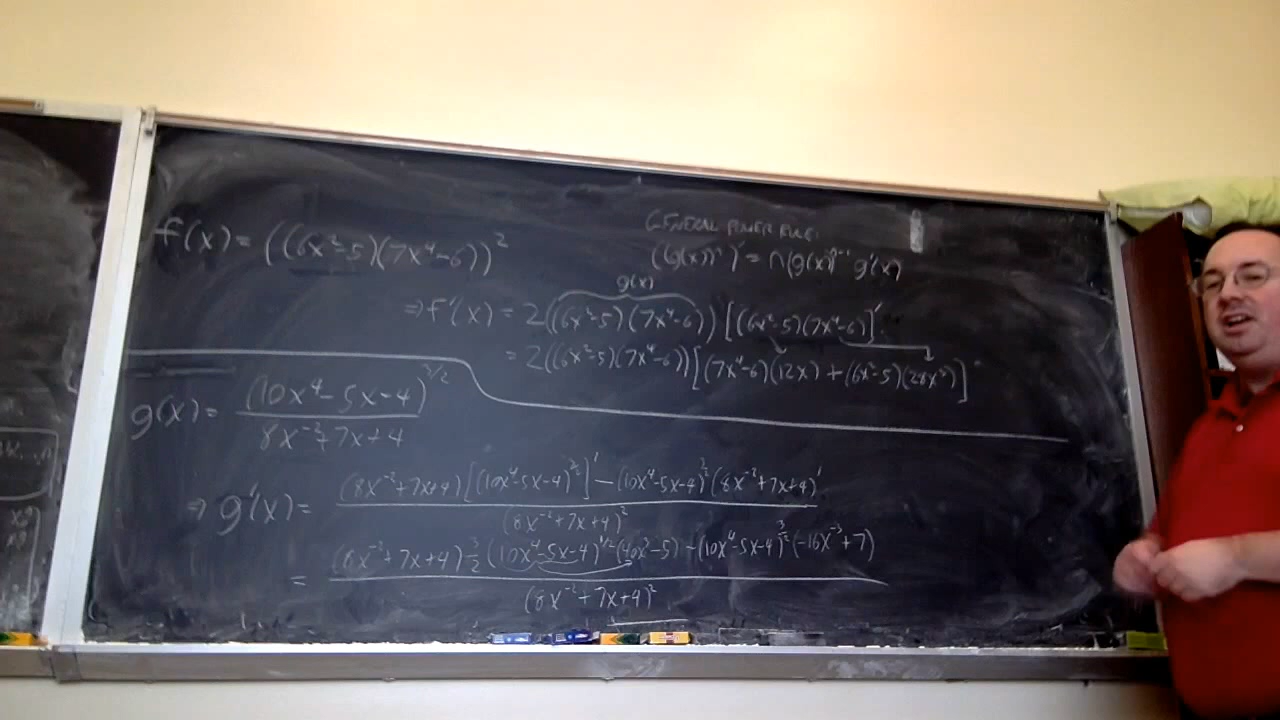 f(x) = ((6x²-5)(7x⁴-6))²
GENERAL POWER RULE:
((g(x))ⁿ)' = n(g(x))ⁿ⁻¹ g'(x)
g(x)
⇒ f'(x) = 2((6x²-5)(7x⁴-6)) [(6x²-5)(7x⁴-6)]'
= 2((6x²-5)(7x⁴-6)) [(7x⁴-6)(12x) + (6x²-5)(28x³)]
g(x) = (10x⁴-5x-4)^(3/2) / 8x⁻²+7x+4
⇒ g'(x) = (8x⁻²+7x+4)[(10x⁴-5x-4)^(3/2)]' - (10x⁴-5x-4)^(3/2) (8x⁻²+7x+4)' / (8x⁻²+7x+4)²
= (8x⁻²+7x+4) 3/2 (10x⁴-5x-4)^(1/2) (40x³-5) - (10x⁴-5x-4)^(3/2) (-16x⁻³+7) / (8x⁻²+7x+4)²